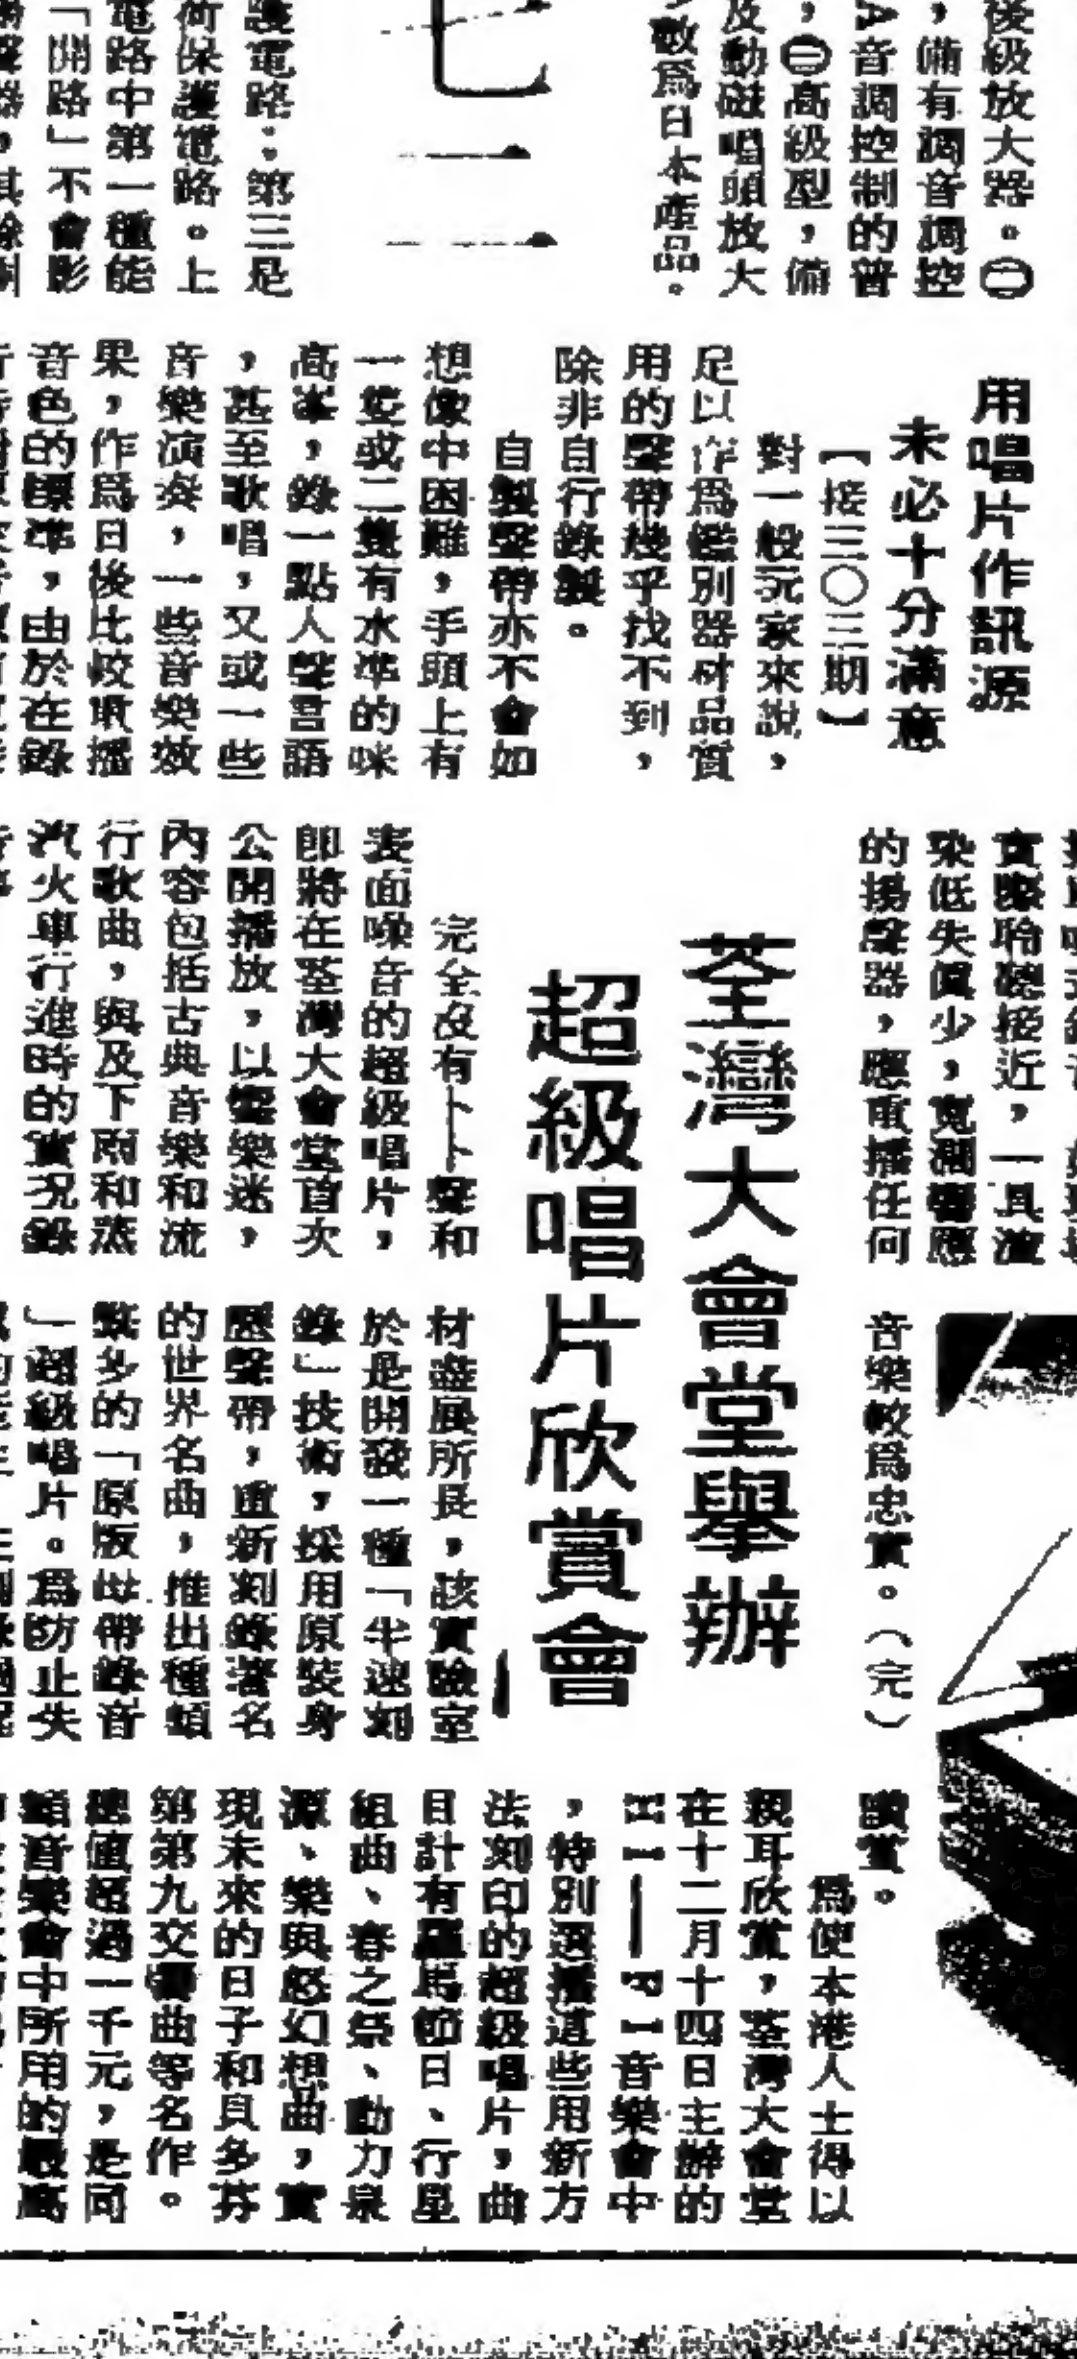 後級放大器。㊁
，備有調音調控
A音調控制的普
，㊂高級型，備
及動磁唱頭放大
數爲日本產品。
七二一
護電路：第三是
何保護電路。上
電路中第一種能
「開路」不會影
用唱片作訊源
未必十分滿意
【接三〇三期】
對一般玩家來說，
足以作爲鑑別器材品質
用的聲帶幾乎找不到，
除非自行錄製。
自製聲帶亦不會如
想像中困難，手頭上有
一隻或二隻有水準的咪
高峯，錄一點人聲言語
，甚至歌唱，又或一些
音樂演奏，一些音樂效
果，作爲日後比較重播
音色的標準，由於在錄
實際聆聽接近，一具渲
染低失眞少，寬濶響應
的揚聲器，應重播任何
音樂較爲忠實。（完）
荃灣大會堂舉辦
超級唱片欣賞會
完全沒有卜卜聲和
表面噪音的超級唱片，
即將在荃灣大會堂首次
公開播放，以饗樂迷，
內容包括古典音樂和流
行歌曲，與及下雨和蒸
汽火車行進時的實況錄
材盡展所長，該實驗室
於是開發一種「半速刻
錄」技術，採用原裝身
歷聲帶，重新刻錄著名
的世界名曲，推出種類
繁多的「原版母帶錄音
」超級唱片。爲防止失
讚賞。
爲使本港人士得以
親耳欣賞，荃灣大會堂
在十二月十四日主辦的
HI—FI音樂會中
，特別選播這些用新方
法刻印的超級唱片，曲
目計有羅馬節日、行星
組曲、春之祭、動力泉
源、樂與怒幻想曲，實
現未來的日子和貝多芬
第第九交響曲等名作。
總值超過一千元，是同
類音樂會中所用的最高